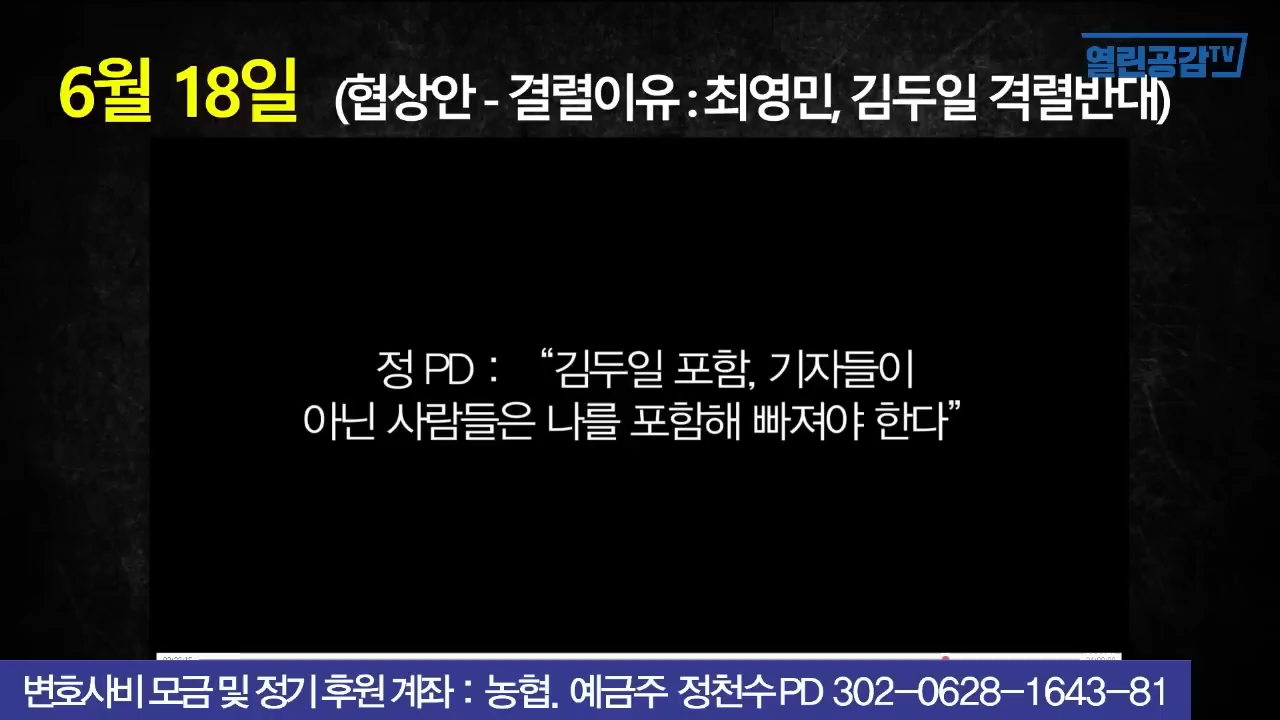 열린공감TV
6월 18일 (협상안 - 결렬이유 : 최영민, 김두일 격렬반대)
정 PD : “김두일 포함, 기자들이
아닌 사람들은 나를 포함해 빠져야 한다”
변호사비 모금 및 정기 후원 계좌 : 농협. 예금주 정천수PD 302-0628-1643-81